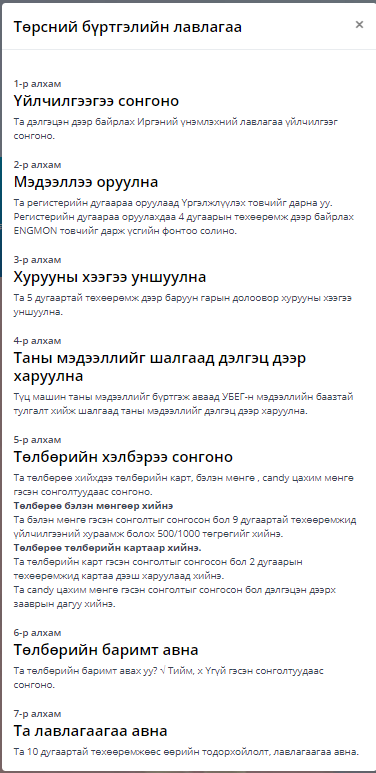 Төрсний бүртгэлийн лавлагаа
×
1-р алхам
Үйлчилгээгээ сонгоно
Та дэлгэцэн дээр байрлах Иргэний үнэмлэхний лавлагаа үйлчилгээг
сонгоно.
2-р алхам
Мэдээллээ оруулна
Та регистерийн дугаараа оруулаад Үргэлжлүүлэх товчийг дарна уу.
Регистерийн дугаараа оруулахдаа 4 дугаарын төхөөрөмж дээр байрлах
ENGMON товчийг дарж үсгийн фонтоо солино.
3-р алхам
Хурууны хээгээ уншуулна
Та 5 дугаартай төхөөрөмж дээр баруун гарын долоовор хурууны хээгээ
уншуулна.
4-р алхам
Таны мэдээллийг шалгаад дэлгэц дээр
харуулна
Түц машин таны мэдээллийг бүртгэж аваад УБЕГ-н мэдээллийн баазтай
тулгалт хийж шалгаад таны мэдээллийг дэлгэц дээр харуулна.
5-р алхам
Төлбөрийн хэлбэрээ сонгоно
Та төлбөрөө хийхдээ төлбөрийн карт, бэлэн мөнгө , candy цахим мөнгө
гэсэн сонголтуудаас сонгоно.
Төлбөрөө бэлэн мөнгөөр хийнэ
Та бэлэн мөнгө гэсэн сонголтыг сонгосон бол 9 дугаартай төхөөрөмжид
үйлчилгээний хураамж болох 500/1000 төгрөгийг хийнэ.
Төлбөрөө төлбөрийн картаар хийнэ.
Та төлбөрийн карт гэсэн сонголтыг сонгосон бол 2 дугаарын
төхөөрөмжид картаа дээш харуулаад хийнэ.
Та candy цахим мөнгө гэсэн сонголтыг сонгосон бол дэлгэцэн дээрх
зааврын дагуу хийнэ.
6-р алхам
Төлбөрийн баримт авна
Та төлбөрийн баримт авах уу? √ Тийм, х Үгүй гэсэн сонголтуудаас
сонгоно.
7-р алхам
Та лавлагаагаа авна
Та 10 дугаартай төхөөрөмжөөс өөрийн тодорхойлолт, лавлагаагаа авна.